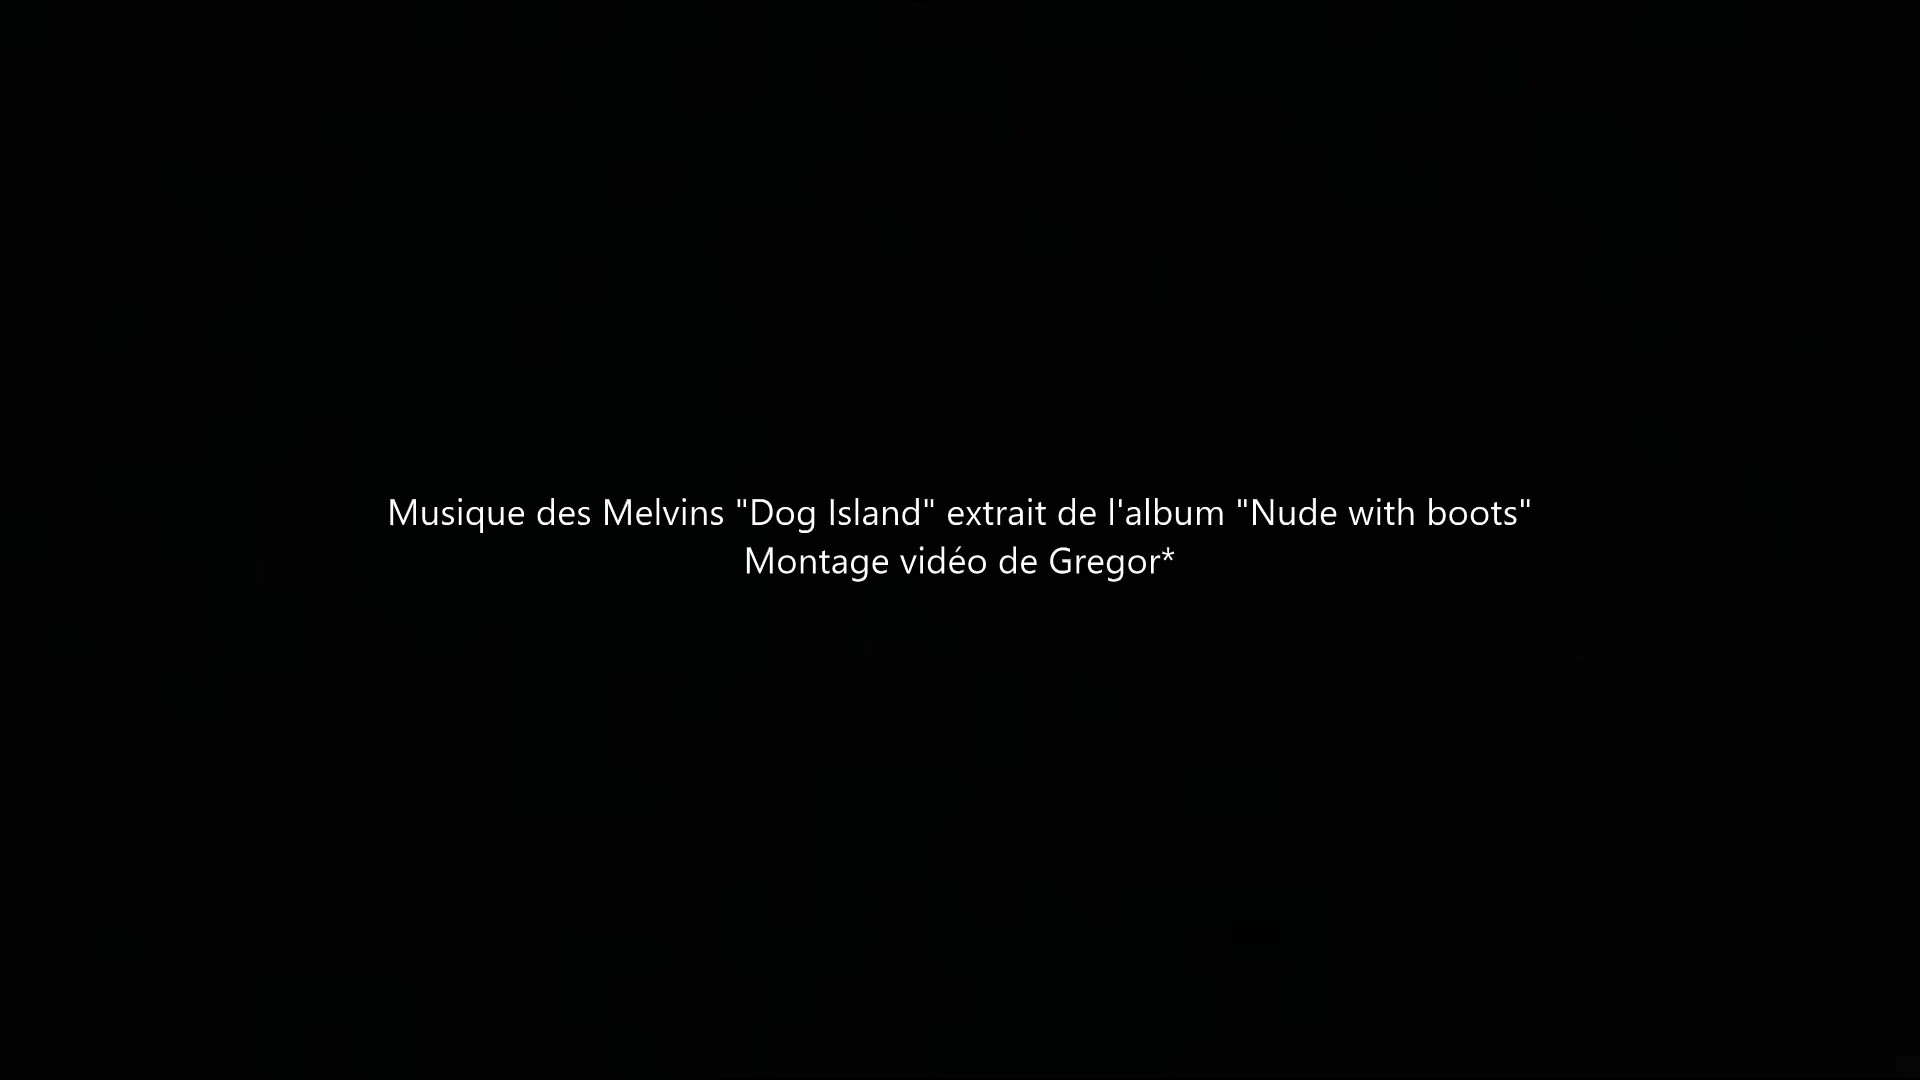 Musique des Melvins "Dog Island" extrait de l'album "Nude with boots"
Montage vidéo de Gregor*